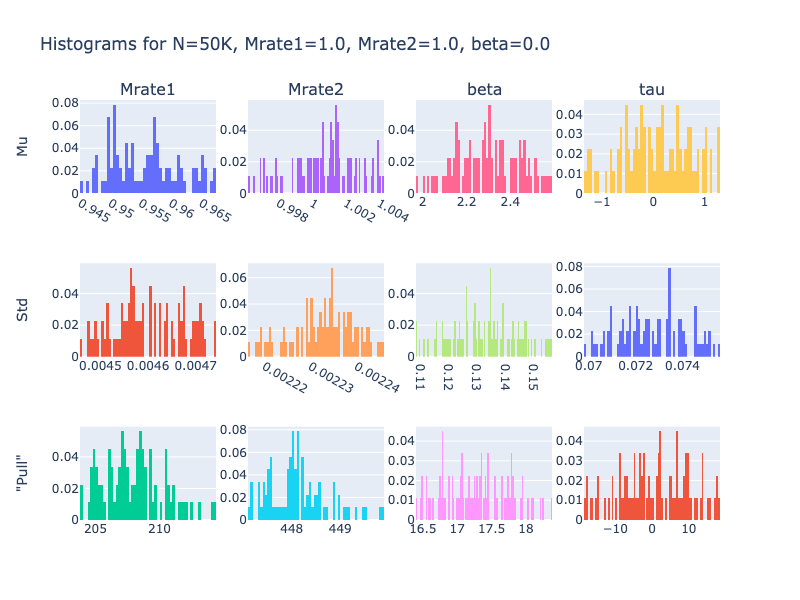 Histograms for N=50K, Mrate1=1.0, Mrate2=1.0, beta=0.0
Mrate1 Mrate2 beta tau
Mu
0.08 0.06 0.04 0.02 0
0.04 0.02 0
0.04 0.02 0
0.04 0.03 0.02 0.01 0
0.945 0.95 0.955 0.96 0.965
0.998 1 1.002 1.004
2 2.2 2.4
−1 0 1
Std
0.04 0.02 0
0.06 0.04 0.02 0
0.04 0.02 0
0.08 0.06 0.04 0.02 0
0.0045 0.0046 0.0047
0.00222 0.00223 0.00224
0.11 0.12 0.13 0.14 0.15
0.07 0.072 0.074
"Pull"
0.04 0.02 0
0.08 0.06 0.04 0.02 0
0.04 0.03 0.02 0.01 0
0.04 0.03 0.02 0.01 0
205 210
448 449
16.5 17 17.5 18
−10 0 10